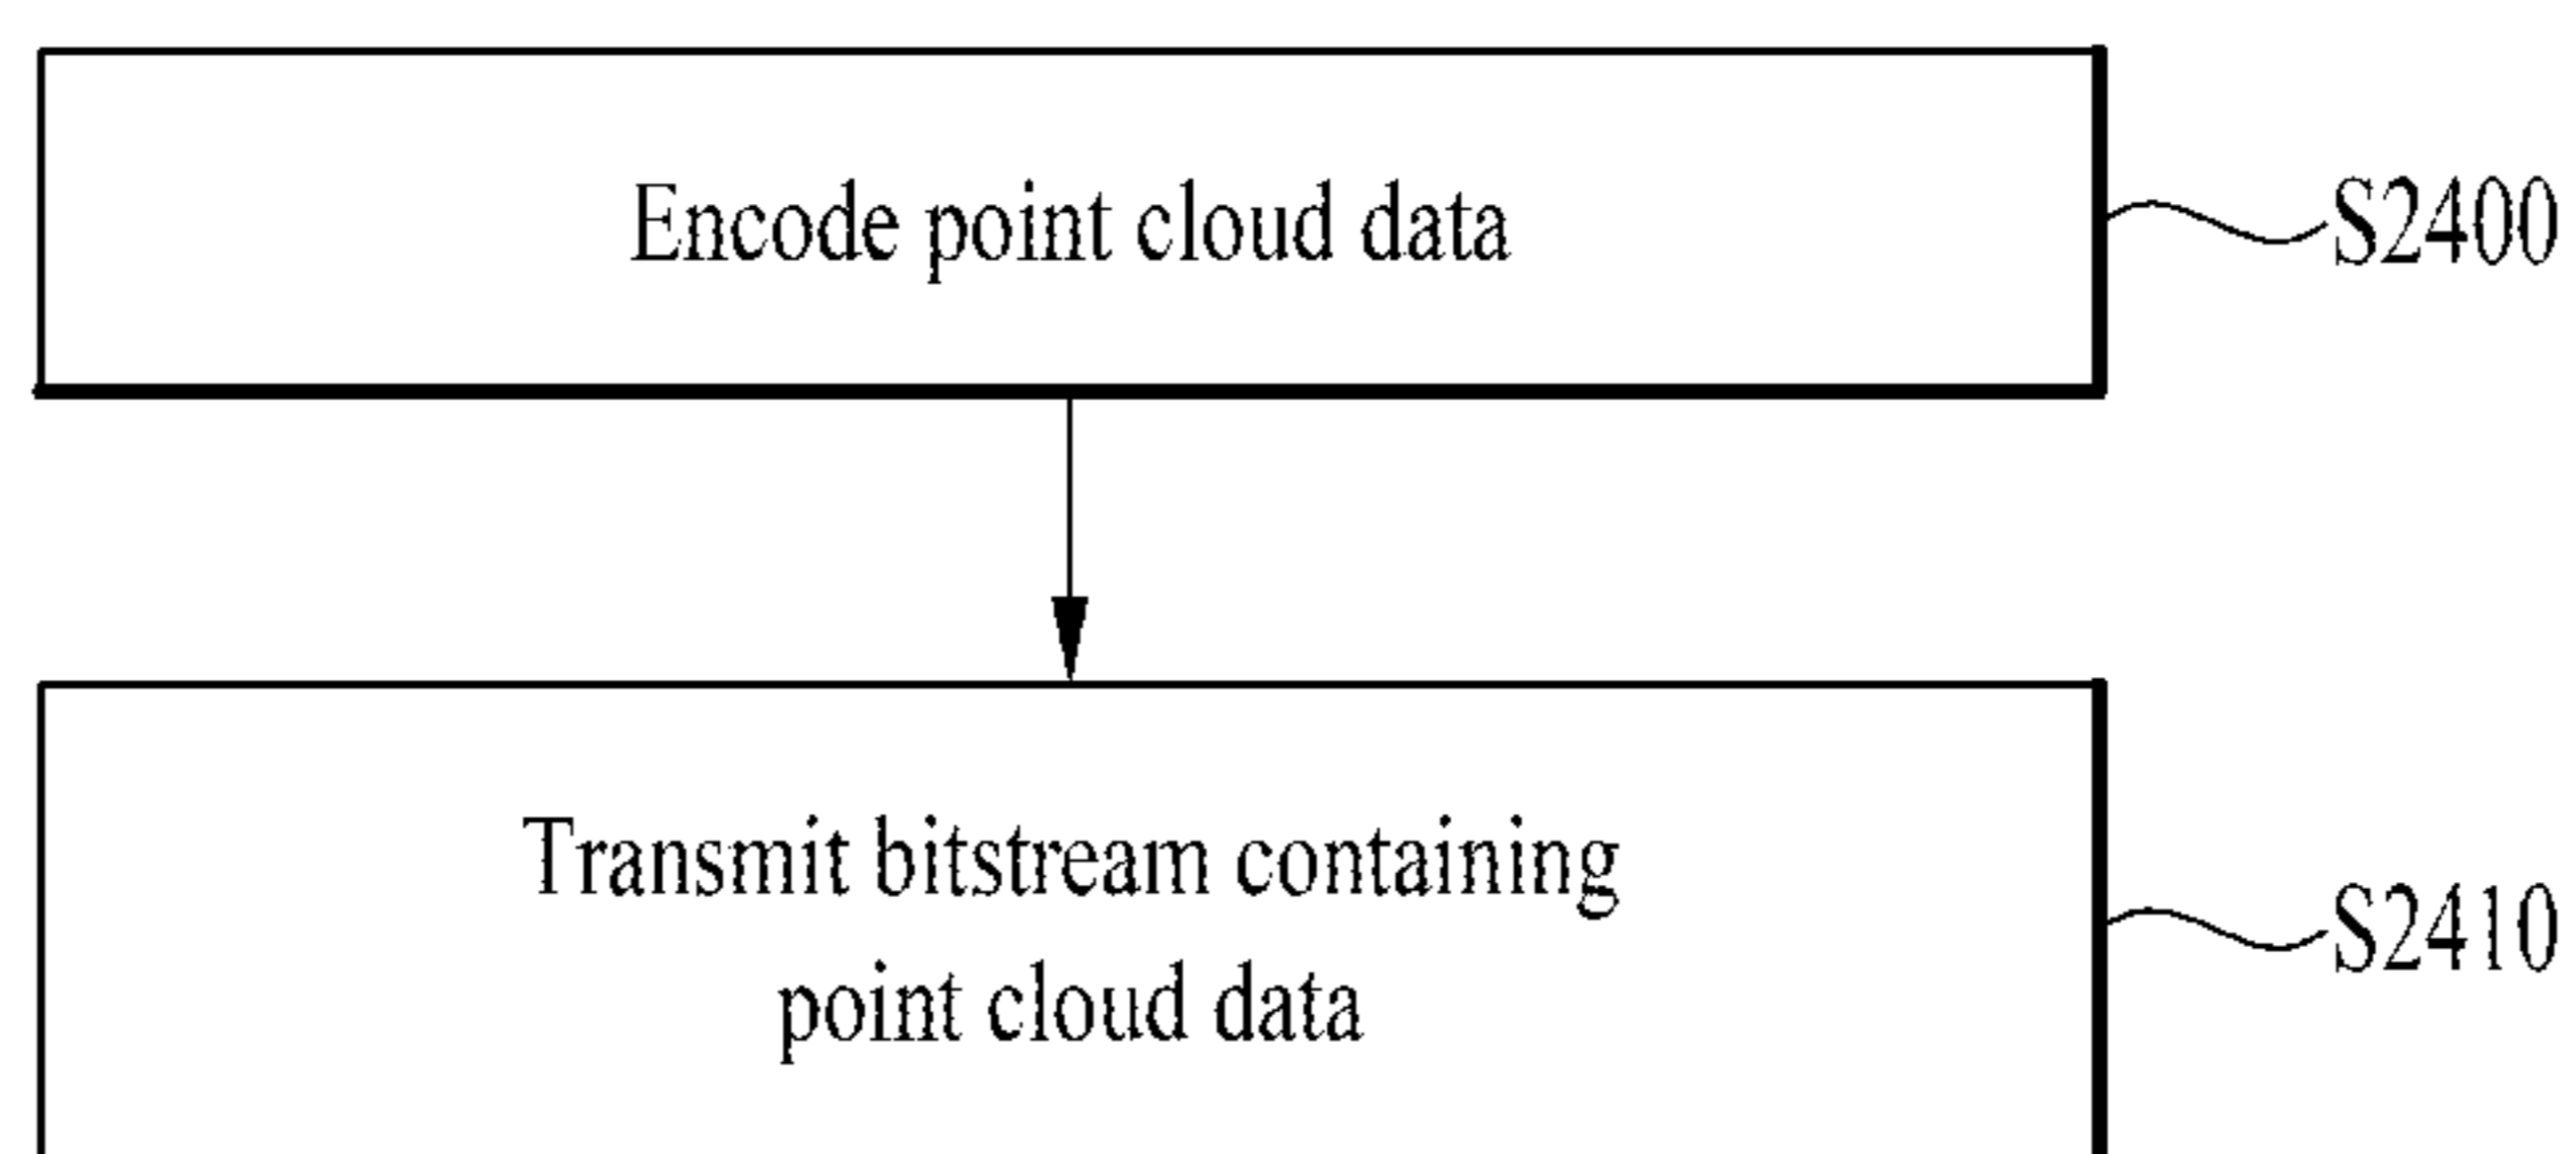 Encode point cloud data
S2400
Transmit bitstream containing
point cloud data
S2410